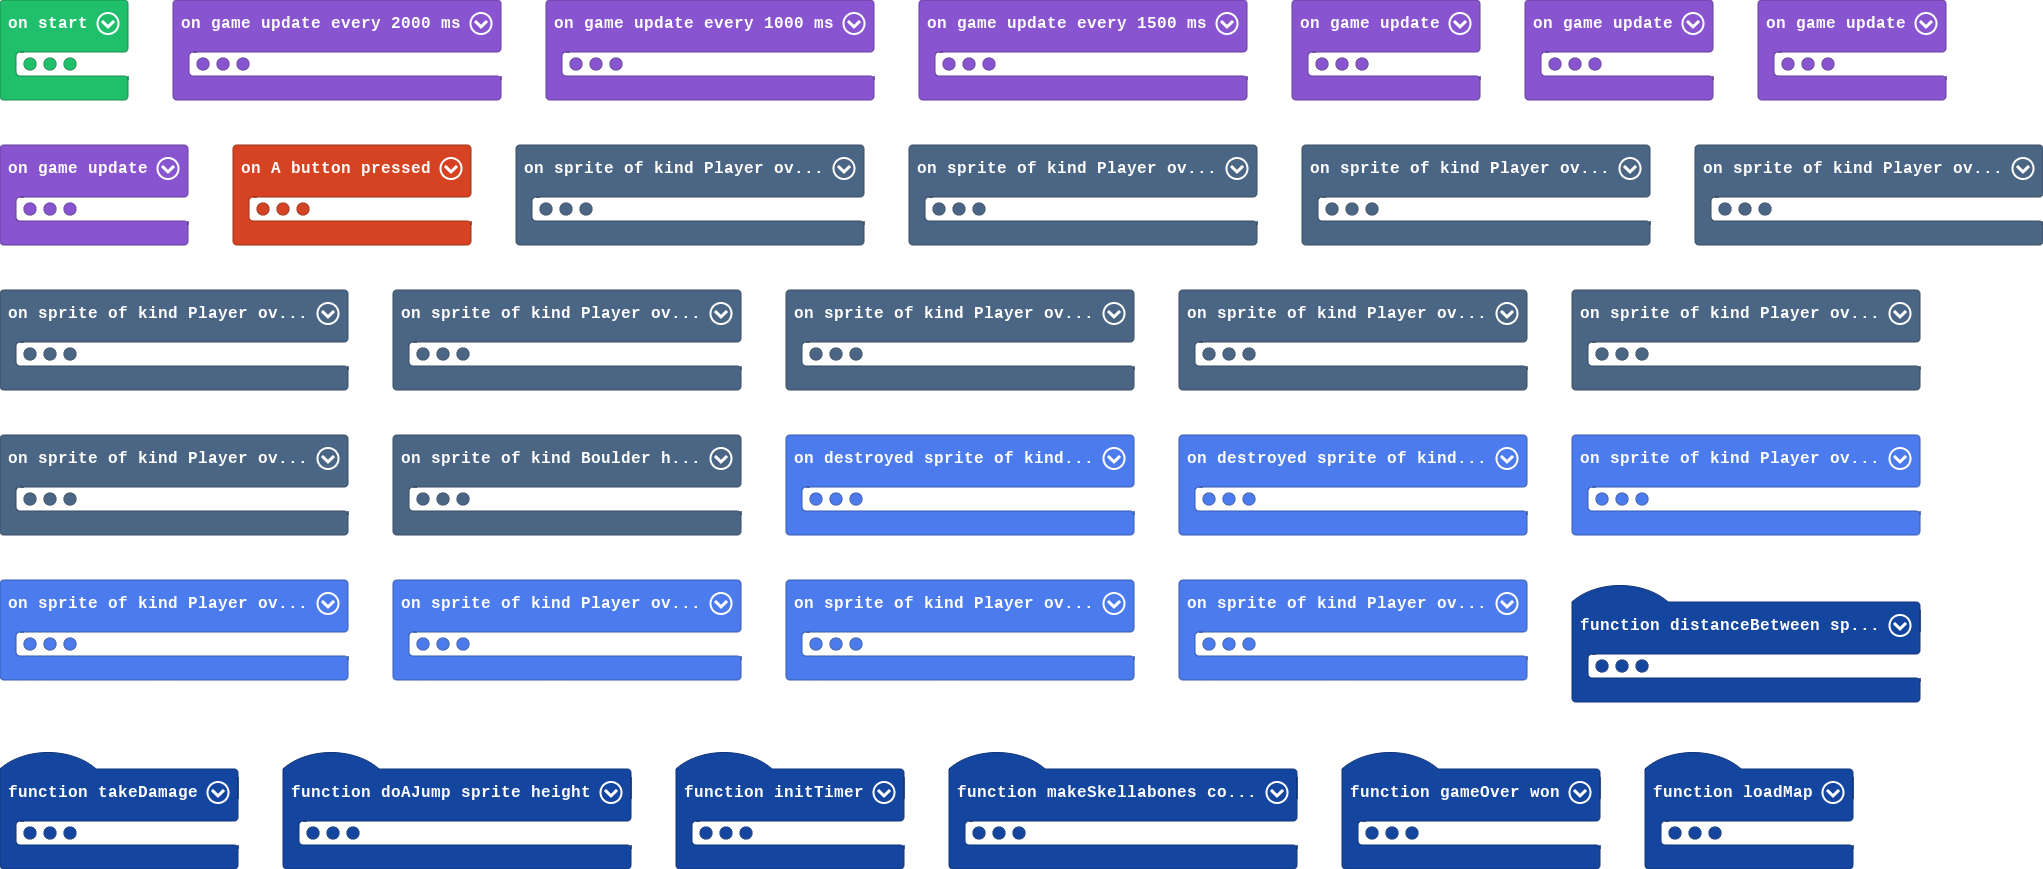 on start
on game update every 2000 ms
on game update every 1000 ms
on game update every 1500 ms
on game update
on game update
on game update
on game update
on A button pressed
on sprite of kind Player ov...
on sprite of kind Player ov...
on sprite of kind Player ov...
on sprite of kind Player ov...
on sprite of kind Player ov...
on sprite of kind Player ov...
on sprite of kind Player ov...
on sprite of kind Player ov...
on sprite of kind Player ov...
on sprite of kind Player ov...
on sprite of kind Boulder h...
on destroyed sprite of kind...
on destroyed sprite of kind...
on sprite of kind Player ov...
on sprite of kind Player ov...
on sprite of kind Player ov...
on sprite of kind Player ov...
on sprite of kind Player ov...
function distanceBetween sp...
function takeDamage
function doAJump sprite height
function initTimer
function makeSkellabones co...
function gameOver won
function loadMap